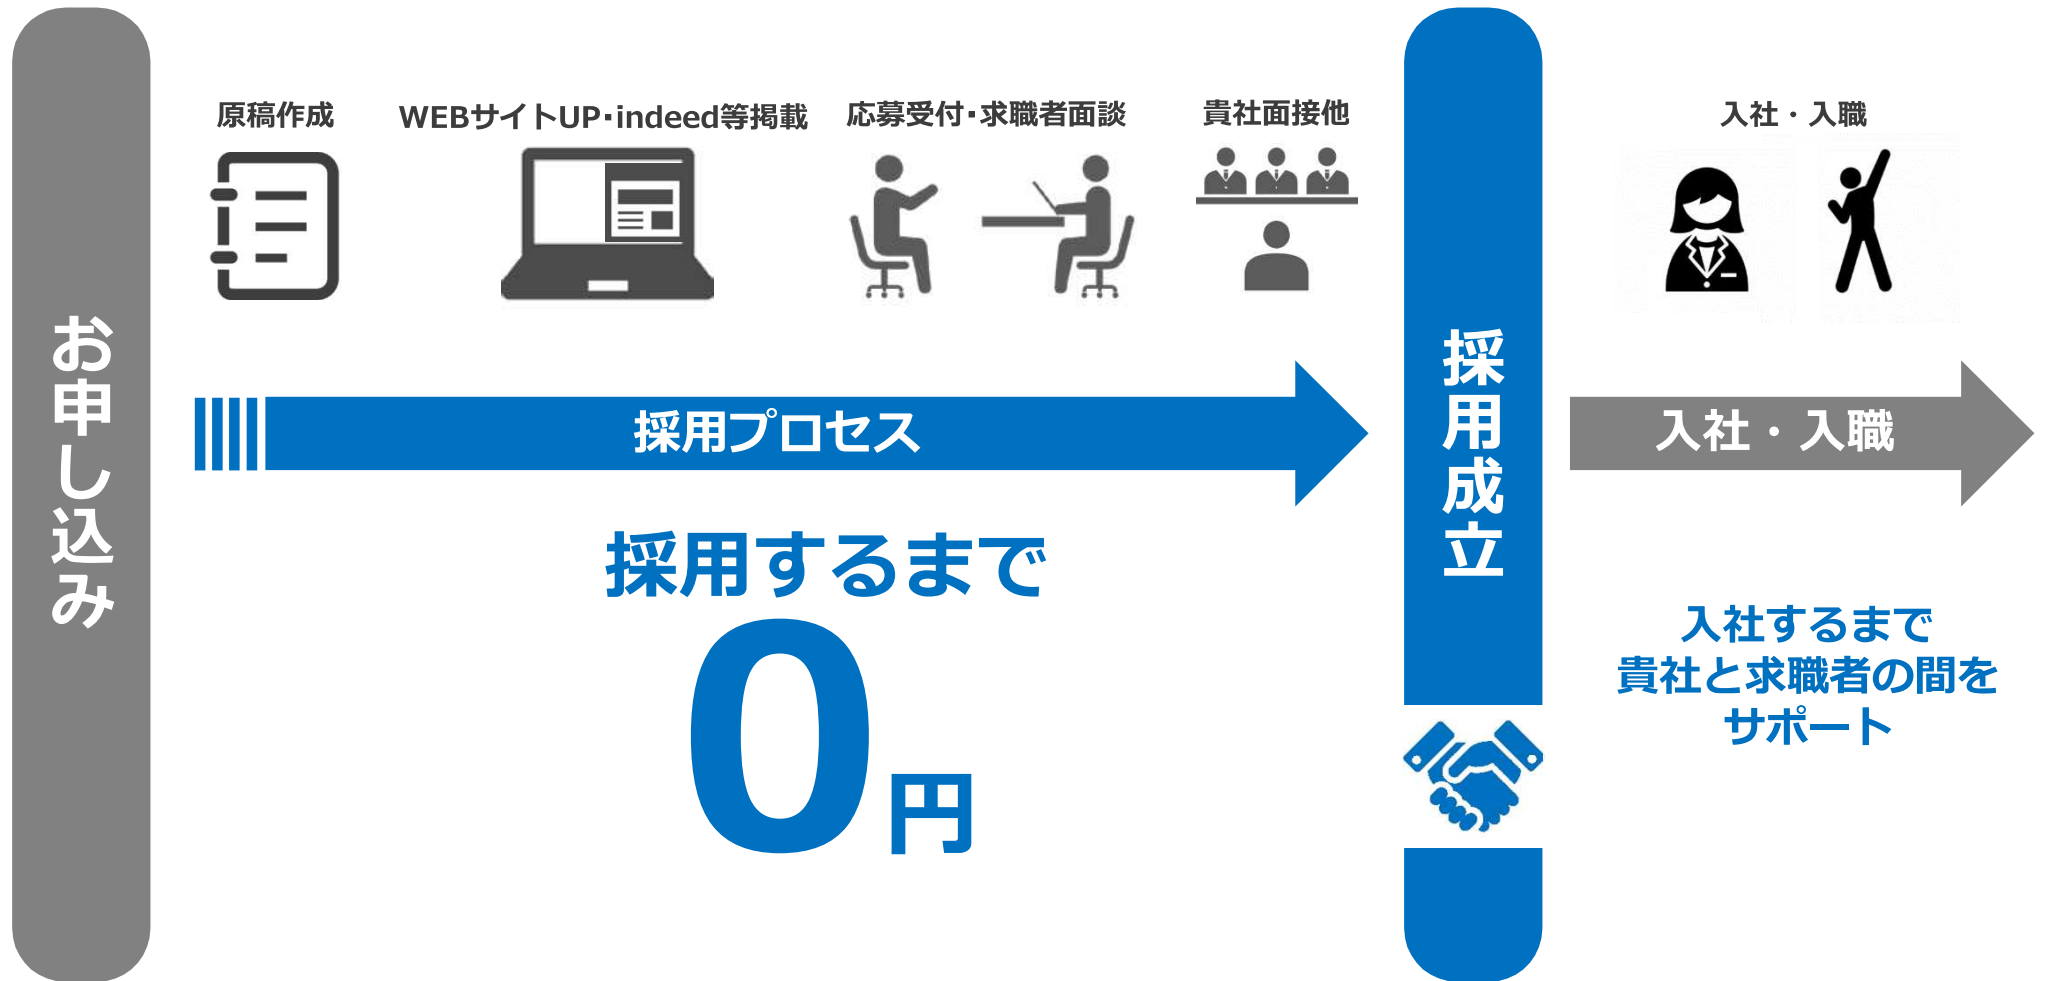 お申し込み
原稿作成
WEBサイトUP・indeed等掲載
応募受付・求職者面談
貴社面接他
採用プロセス
採用するまで
0円
採用成立
入社・入職
入社・入職
入社するまで
貴社と求職者の間を
サポート